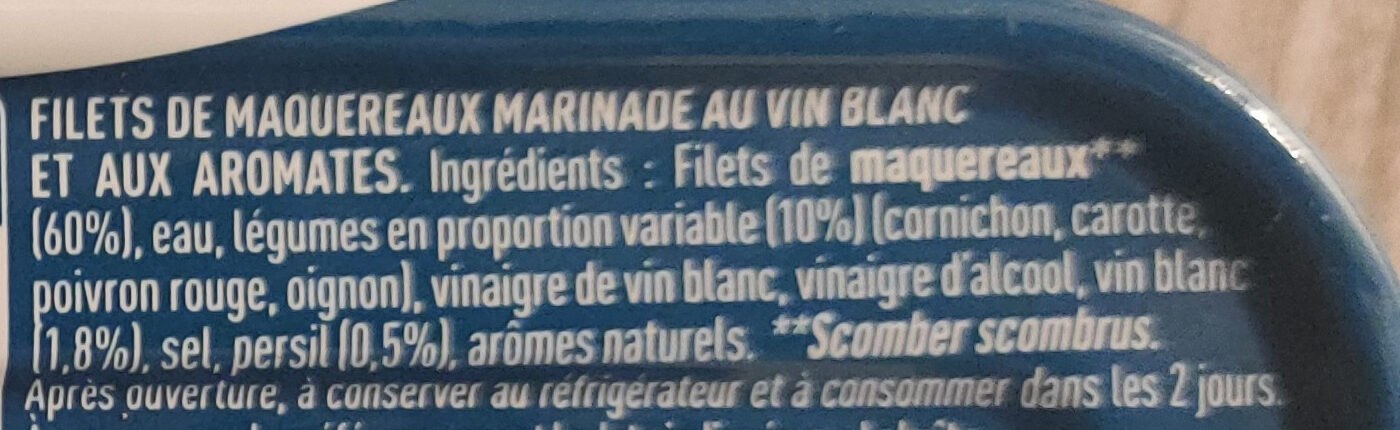 FILETS DE MAQUEREAUX MARINADE AU VIN BLANC
ET AUX AROMATES. Ingrédients : Filets de maquereaux**
(60%), eau, légumes en proportion variable (10%) (cornichon, carotte,
poivron rouge, oignon), vinaigre de vin blanc, vinaigre d'alcool, vin blanc
(1,8%), sel, persil (0,5%), arômes naturels. **Scomber scombrus.
Après ouverture, à conserver au réfrigérateur et à consommer dans les 2 jours.